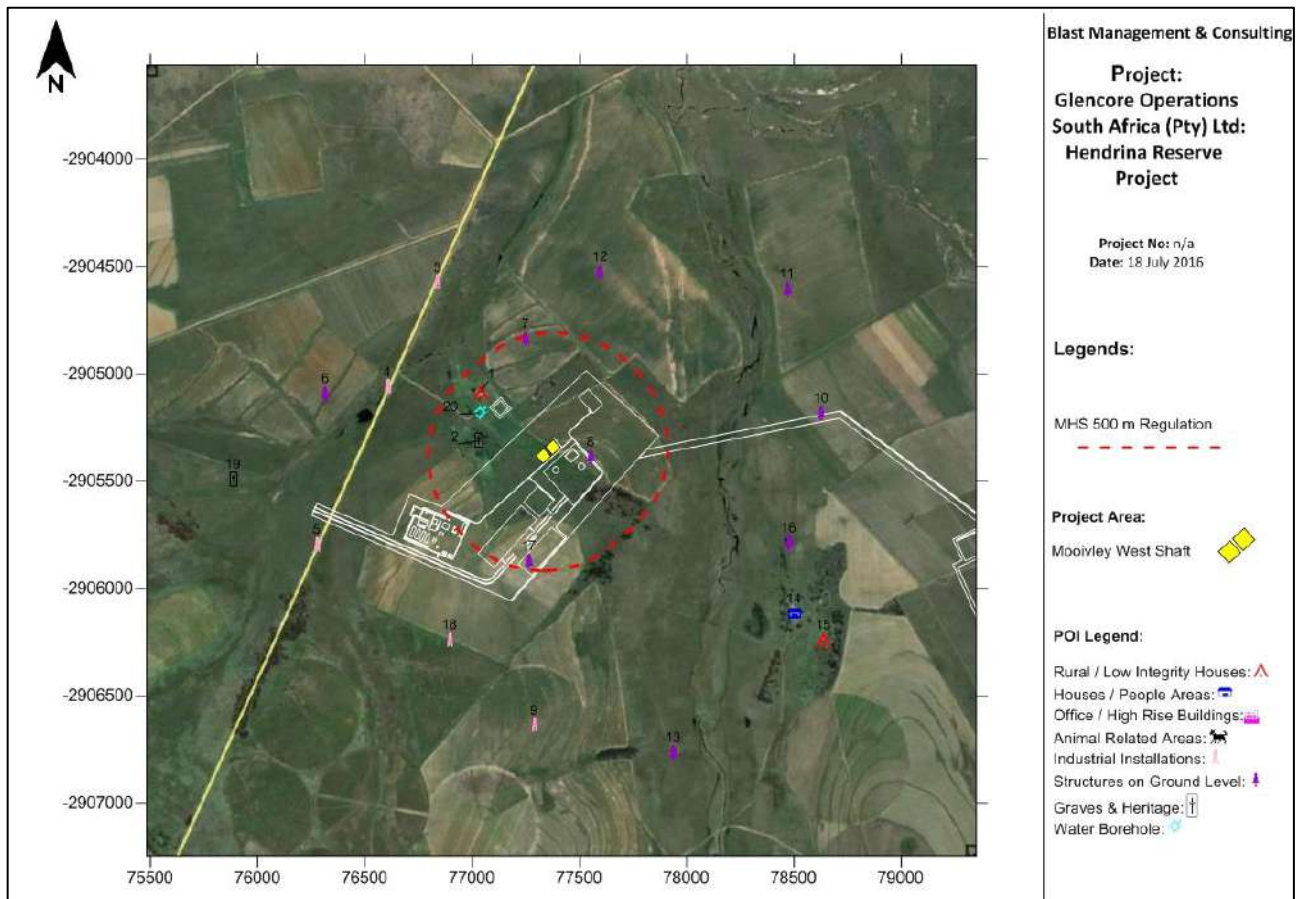 N
-2904000
-2904500
-2905000
-2905500
-2906000
-2906500
-2907000
75500 76000 76500 77000 77500 78000 78500 79000
12
11
3
7
4
6
1
10
20
2
8
19
5
16
17
14
18
15
9
13
Blast Management & Consulting
Project:
Glencore Operations
South Africa (Pty) Ltd:
Hendrina Reserve
Project
Project No: n/a
Date: 18 July 2016
Legends:
MHS 500 m Regulation
Project Area:
Mooivley West Shaft
POI Legend:
Rural / Low Integrity Houses:
Houses / People Areas:
Office / High Rise Buildings:
Animal Related Areas:
Industrial Installations:
Structures on Ground Level:
Graves & Heritage:
Water Borehole: